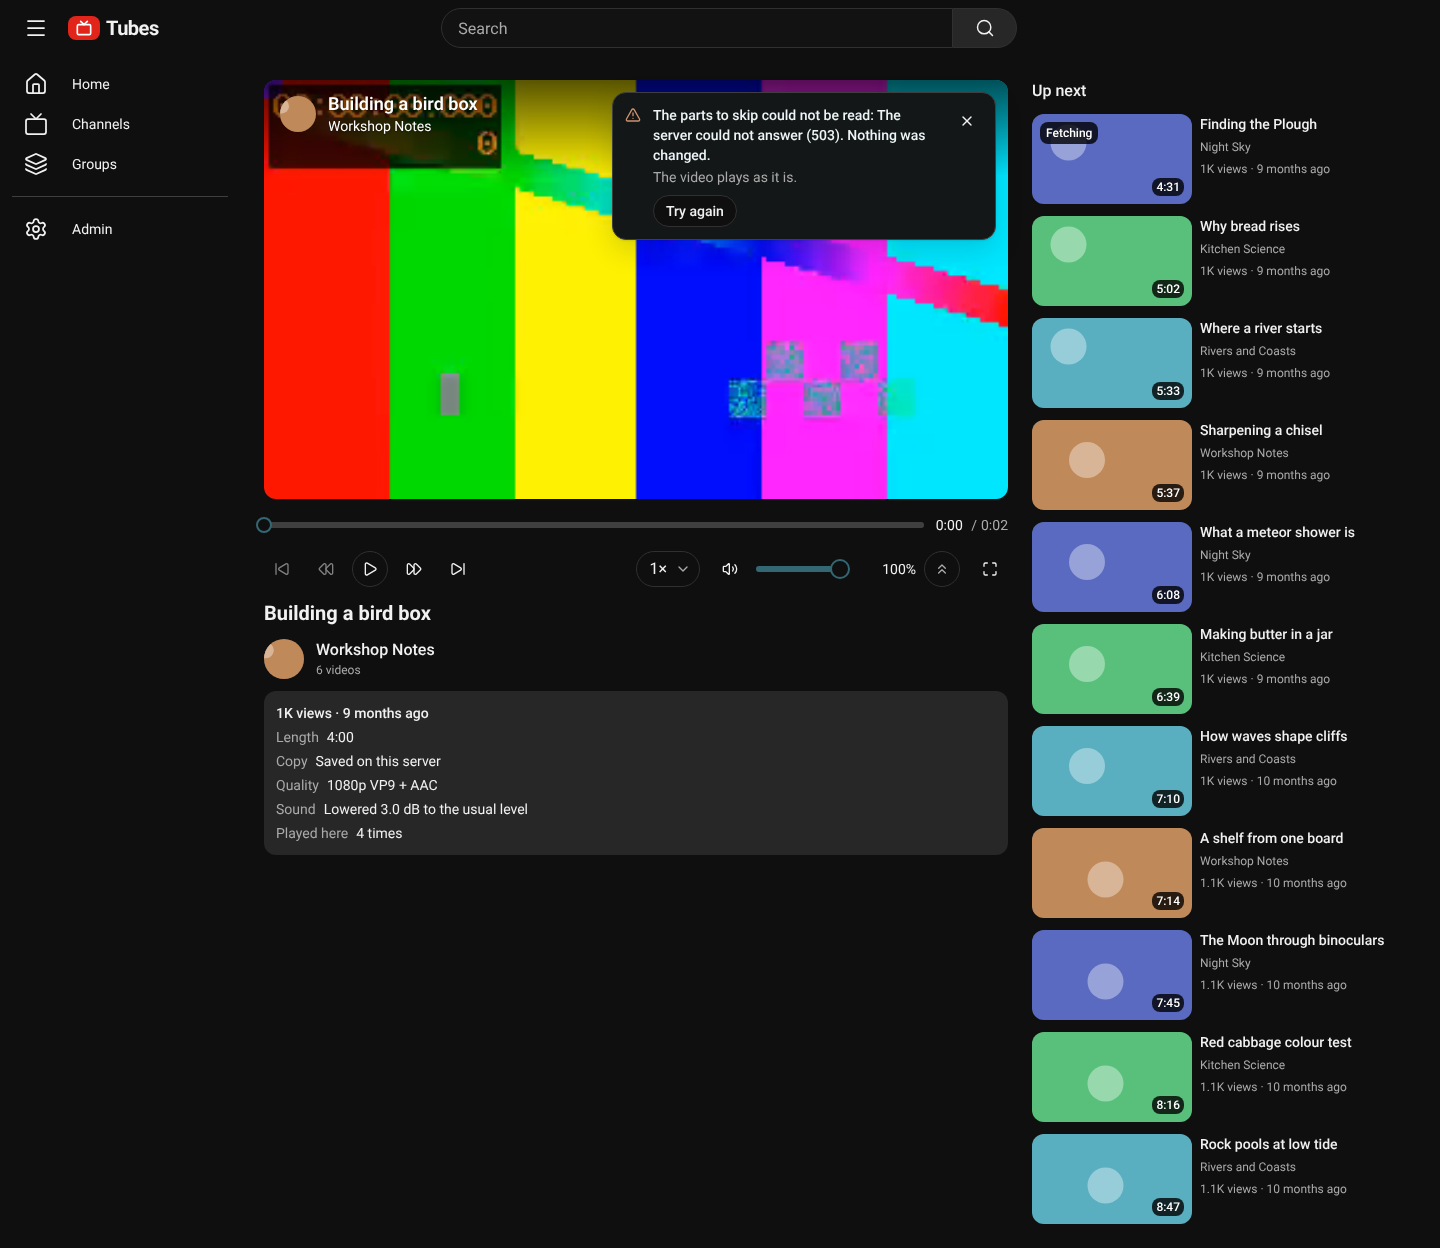 Tubes
Search
Home
Channels
Groups
Admin
Building a bird box
Workshop Notes
0
The parts to skip could not be read: The
server could not answer (503). Nothing was
changed.
The video plays as it is.
Try again
0:00 / 0:02
1×
100%
Building a bird box
Workshop Notes
6 videos
1K views · 9 months ago
Length 4:00
Copy Saved on this server
Quality 1080p VP9 + AAC
Sound Lowered 3.0 dB to the usual level
Played here 4 times
Up next
Fetching
4:31
Finding the Plough
Night Sky
1K views · 9 months ago
5:02
Why bread rises
Kitchen Science
1K views · 9 months ago
5:33
Where a river starts
Rivers and Coasts
1K views · 9 months ago
5:37
Sharpening a chisel
Workshop Notes
1K views · 9 months ago
6:08
What a meteor shower is
Night Sky
1K views · 9 months ago
6:39
Making butter in a jar
Kitchen Science
1K views · 9 months ago
7:10
How waves shape cliffs
Rivers and Coasts
1K views · 10 months ago
7:14
A shelf from one board
Workshop Notes
1.1K views · 10 months ago
7:45
The Moon through binoculars
Night Sky
1.1K views · 10 months ago
8:16
Red cabbage colour test
Kitchen Science
1.1K views · 10 months ago
8:47
Rock pools at low tide
Rivers and Coasts
1.1K views · 10 months ago